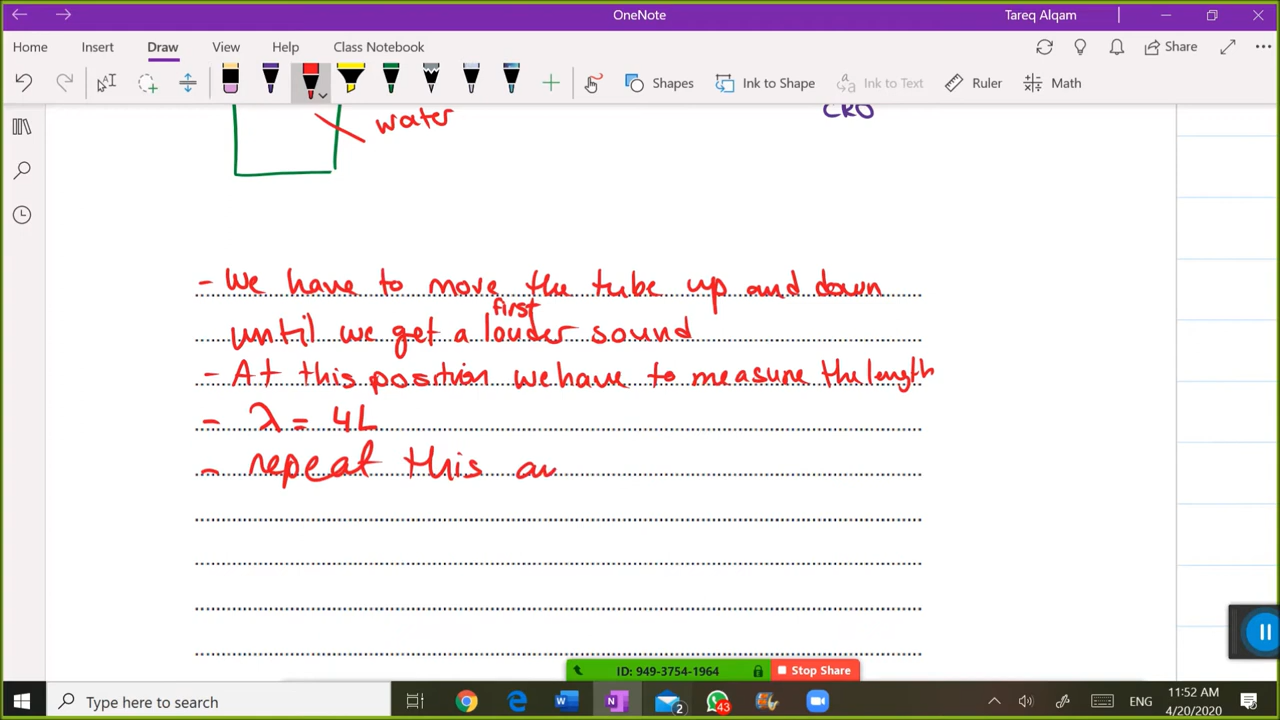 OneNote
Tareq Alqam
Home Insert Draw View Help Class Notebook Share
Shapes Ink to Shape Ink to Text Ruler Math
water
CRO
- We have to move the tube up and down
first
until we get a louder sound
- At this position we have to measure the length
- λ = 4L
- repeat this an
ID: 949-3754-1964 Stop Share
Type here to search
2
43
ENG
11:52 AM
4/20/2020